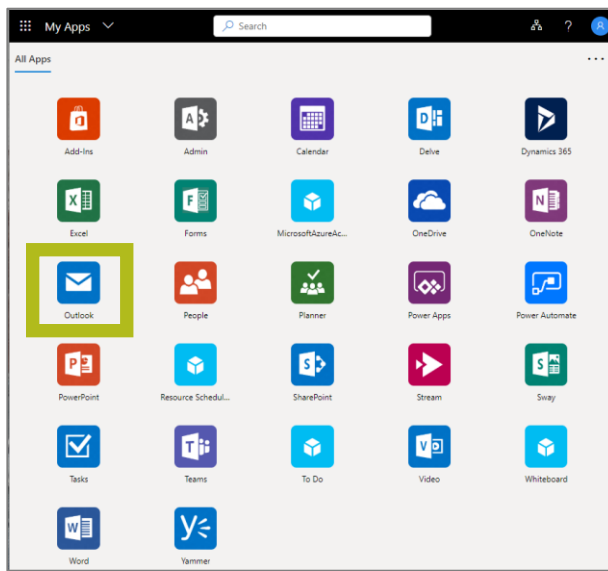 My Apps
Search
?
All Apps
Add-Ins
Admin
Calendar
Delve
Dynamics 365
Excel
Forms
MicrosoftAzureAc...
OneDrive
OneNote
Outlook
People
Planner
Power Apps
Power Automate
PowerPoint
Resource Schedul...
SharePoint
Stream
Sway
Tasks
Teams
To Do
Video
Whiteboard
Word
Yammer